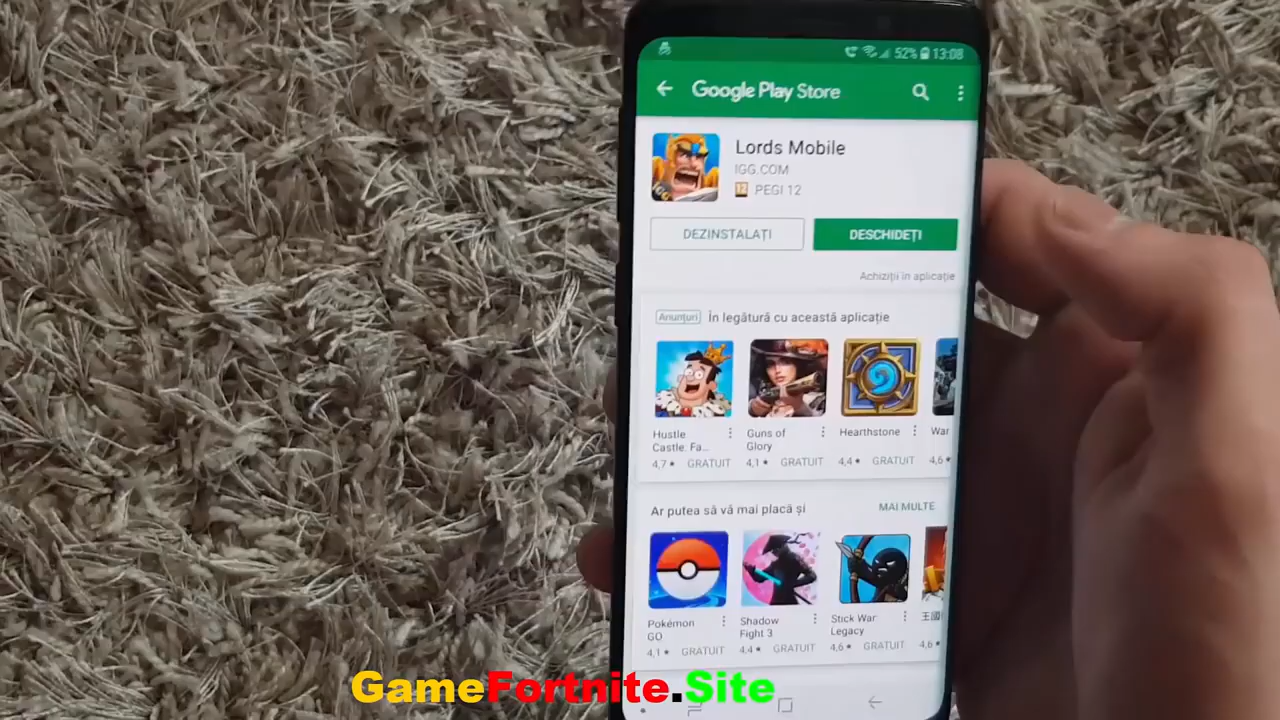 52% 13:08
Google Play Store
Lords Mobile
IGG.COM
12 PEGI 12
DEZINSTALAȚI
DESCHIDEȚI
Achiziții în aplicație
Anunțuri În legătură cu această aplicație
Hustle Castle: Fa...
4,7 GRATUIT
Guns of Glory
4,1 GRATUIT
Hearthstone
4,4 GRATUIT
War
4,6
Ar putea să vă mai placă și
MAI MULTE
Pokémon GO
4,1 GRATUIT
Shadow Fight 3
4,4 GRATUIT
Stick War: Legacy
4,6 GRATUIT
王國
4,6
GameFortnite.Site